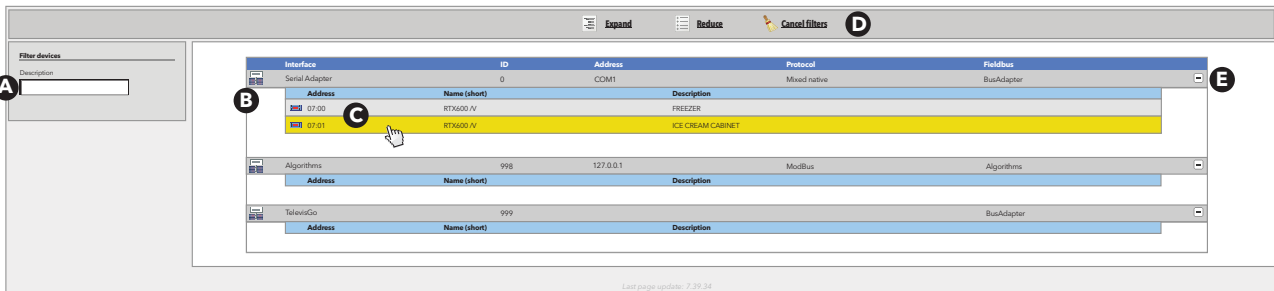 Expand Reduce Cancel filters D
Filter devices
Description
A
Interface ID Address Protocol Fieldbus
Serial Adapter 0 COM1 Mixed native BusAdapter E
B Address Name (short) Description
07:00 C RTX600 /V FREEZER
07:01 RTX600 /V ICE CREAM CABINET
Algorithms 998 127.0.0.1 ModBus Algorithms
Address Name (short) Description
TelevisGo 999 BusAdapter
Address Name (short) Description
Last page update: 7.39.34